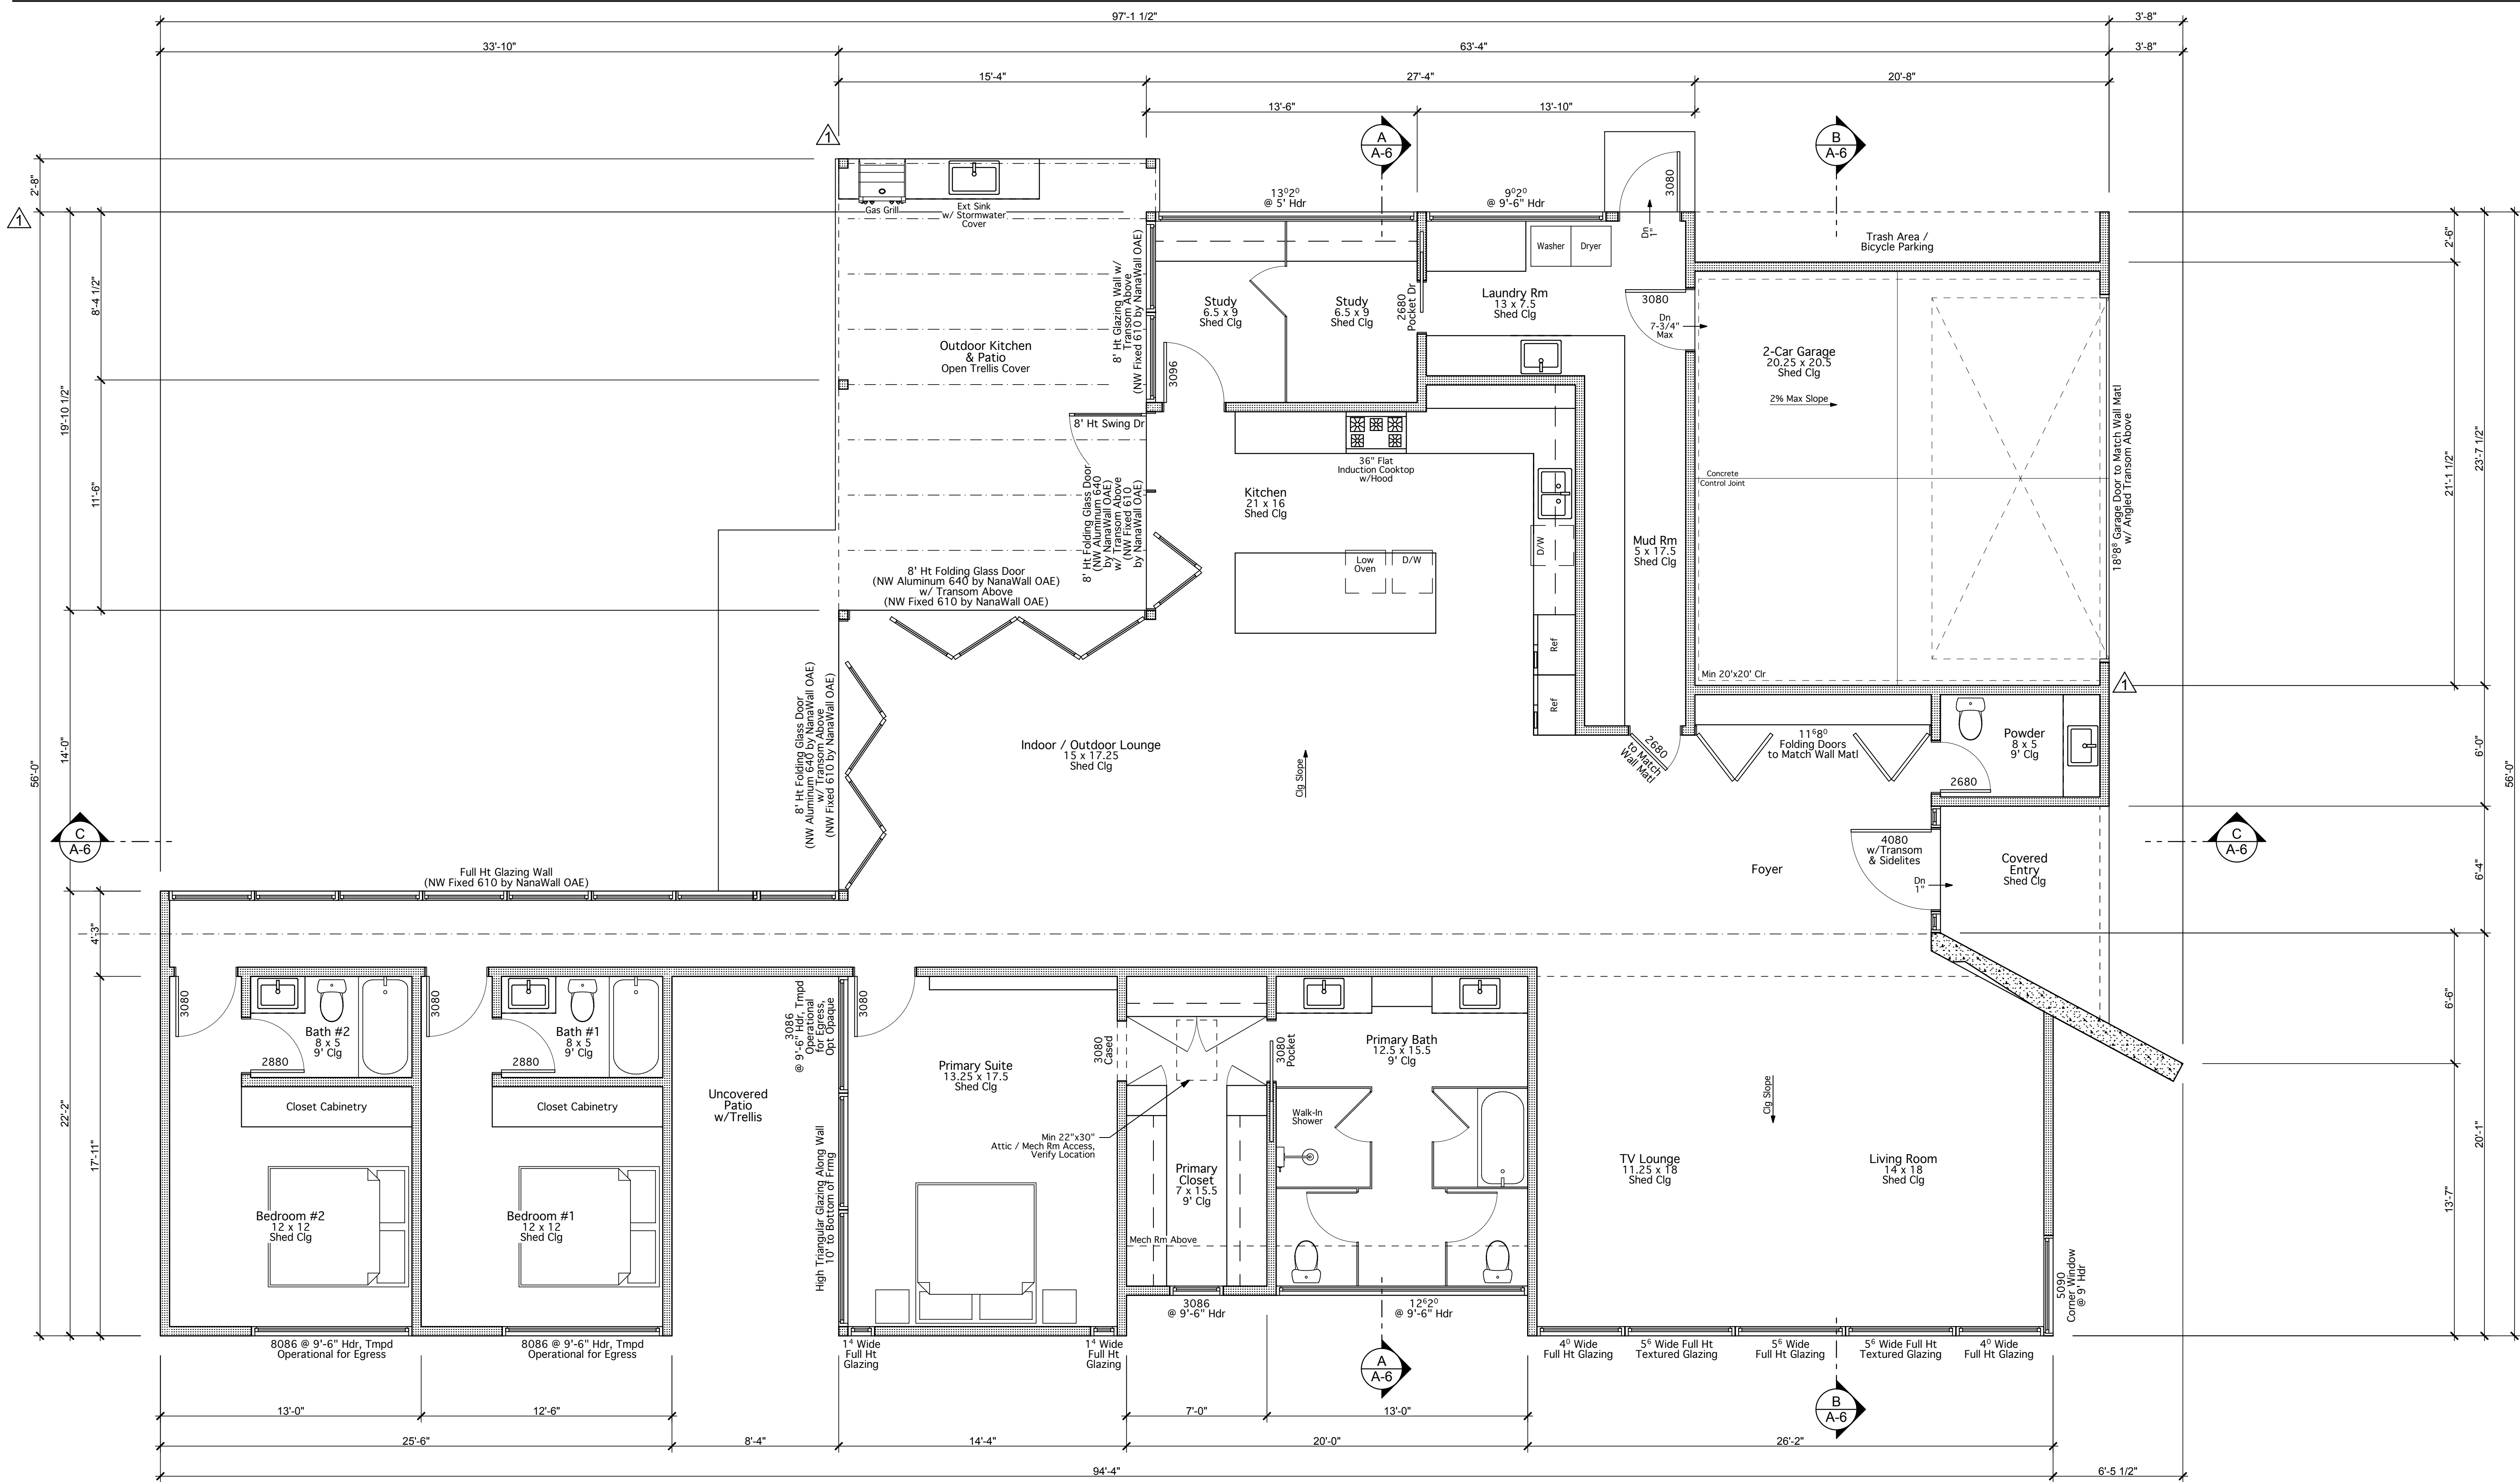 97'-1 1/2"
3'-8"
33'-10"
63'-4"
3'-8"
15'-4"
27'-4"
20'-8"
13'-6"
13'-10"
1
A
A-6
B
A-6
2'-8"
1
8'-4 1/2"
19'-10 1/2"
11'-6"
14'-0"
56'-0"
4'-3"
22'-2"
17'-11"
2'-6"
21'-1 1/2"
23'-7 1/2"
6'-0"
56'-0"
6'-4"
6'-6"
20'-1"
13'-7"
Gas Grill
Ext Sink
w/ Stormwater
Cover
13⁰2⁰
@ 5' Hdr
9⁰2⁰
@ 9'-6" Hdr
3080
Dn
1"
Trash Area /
Bicycle Parking
Washer
Dryer
8' Ht Glazing Wall w/
Transom Above
(NW Fixed 610 by NanaWall OAE)
Study
6.5 x 9
Shed Clg
Study
6.5 x 9
Shed Clg
2680
Pocket Dr
Laundry Rm
13 x 7.5
Shed Clg
3080
Dn
7-3/4"
Max
Outdoor Kitchen
& Patio
Open Trellis Cover
3096
2-Car Garage
20.25 x 20.5
Shed Clg
2% Max Slope
18⁰8⁸ Garage Door to Match Wall Matl
w/ Angled Transom Above
8' Ht Swing Dr
36" Flat
Induction Cooktop
w/Hood
Concrete
Control Joint
8' Ht Folding Glass Door
(NW Aluminum 640
by NanaWall OAE)
w/ Transom Above
(NW Fixed 610
by NanaWall OAE)
Kitchen
21 x 16
Shed Clg
D/W
Mud Rm
5 x 17.5
Shed Clg
Low
Oven
D/W
8' Ht Folding Glass Door
(NW Aluminum 640 by NanaWall OAE)
w/ Transom Above
(NW Fixed 610 by NanaWall OAE)
Ref
Ref
Min 20'x20' Clr
1
8' Ht Folding Glass Door
(NW Aluminum 640 by NanaWall OAE)
w/ Transom Above
(NW Fixed 610 by NanaWall OAE)
Indoor / Outdoor Lounge
15 x 17.25
Shed Clg
Clg Slope
2680
to Match
Wall Matl
11⁶8⁰
Folding Doors
to Match Wall Matl
Powder
8 x 5
9' Clg
2680
C
A-6
C
A-6
4080
w/Transom
& Sidelites
Dn
1"
Covered
Entry
Shed Clg
Foyer
Full Ht Glazing Wall
(NW Fixed 610 by NanaWall OAE)
3080
Bath #2
8 x 5
9' Clg
2880
3080
Bath #1
8 x 5
9' Clg
2880
3086
@ 9'-6" Hdr, Tmpd
Operational
for Egress,
Opt Opaque
3080
Primary Suite
13.25 x 17.5
Shed Clg
3080
Cased
3080
Pocket
Primary Bath
12.5 x 15.5
9' Clg
Closet Cabinetry
Closet Cabinetry
Uncovered
Patio
w/Trellis
Walk-In
Shower
Clg Slope
Min 22"x30"
Attic / Mech Rm Access,
Verify Location
High Triangular Glazing Along Wall
10' to Bottom of Frmg
Primary
Closet
7 x 15.5
9' Clg
TV Lounge
11.25 x 18
Shed Clg
Living Room
14 x 18
Shed Clg
Bedroom #2
12 x 12
Shed Clg
Bedroom #1
12 x 12
Shed Clg
Mech Rm Above
5090
Corner Window
@ 9' Hdr
8086 @ 9'-6" Hdr, Tmpd
Operational for Egress
8086 @ 9'-6" Hdr, Tmpd
Operational for Egress
1⁴ Wide
Full Ht
Glazing
1⁴ Wide
Full Ht
Glazing
3086
@ 9'-6" Hdr
12⁶2⁰
@ 9'-6" Hdr
4⁰ Wide
Full Ht Glazing
5⁶ Wide Full Ht
Textured Glazing
5⁶ Wide
Full Ht Glazing
5⁶ Wide Full Ht
Textured Glazing
4⁰ Wide
Full Ht Glazing
A
A-6
B
A-6
13'-0"
12'-6"
7'-0"
13'-0"
25'-6"
8'-4"
14'-4"
20'-0"
26'-2"
94'-4"
6'-5 1/2"